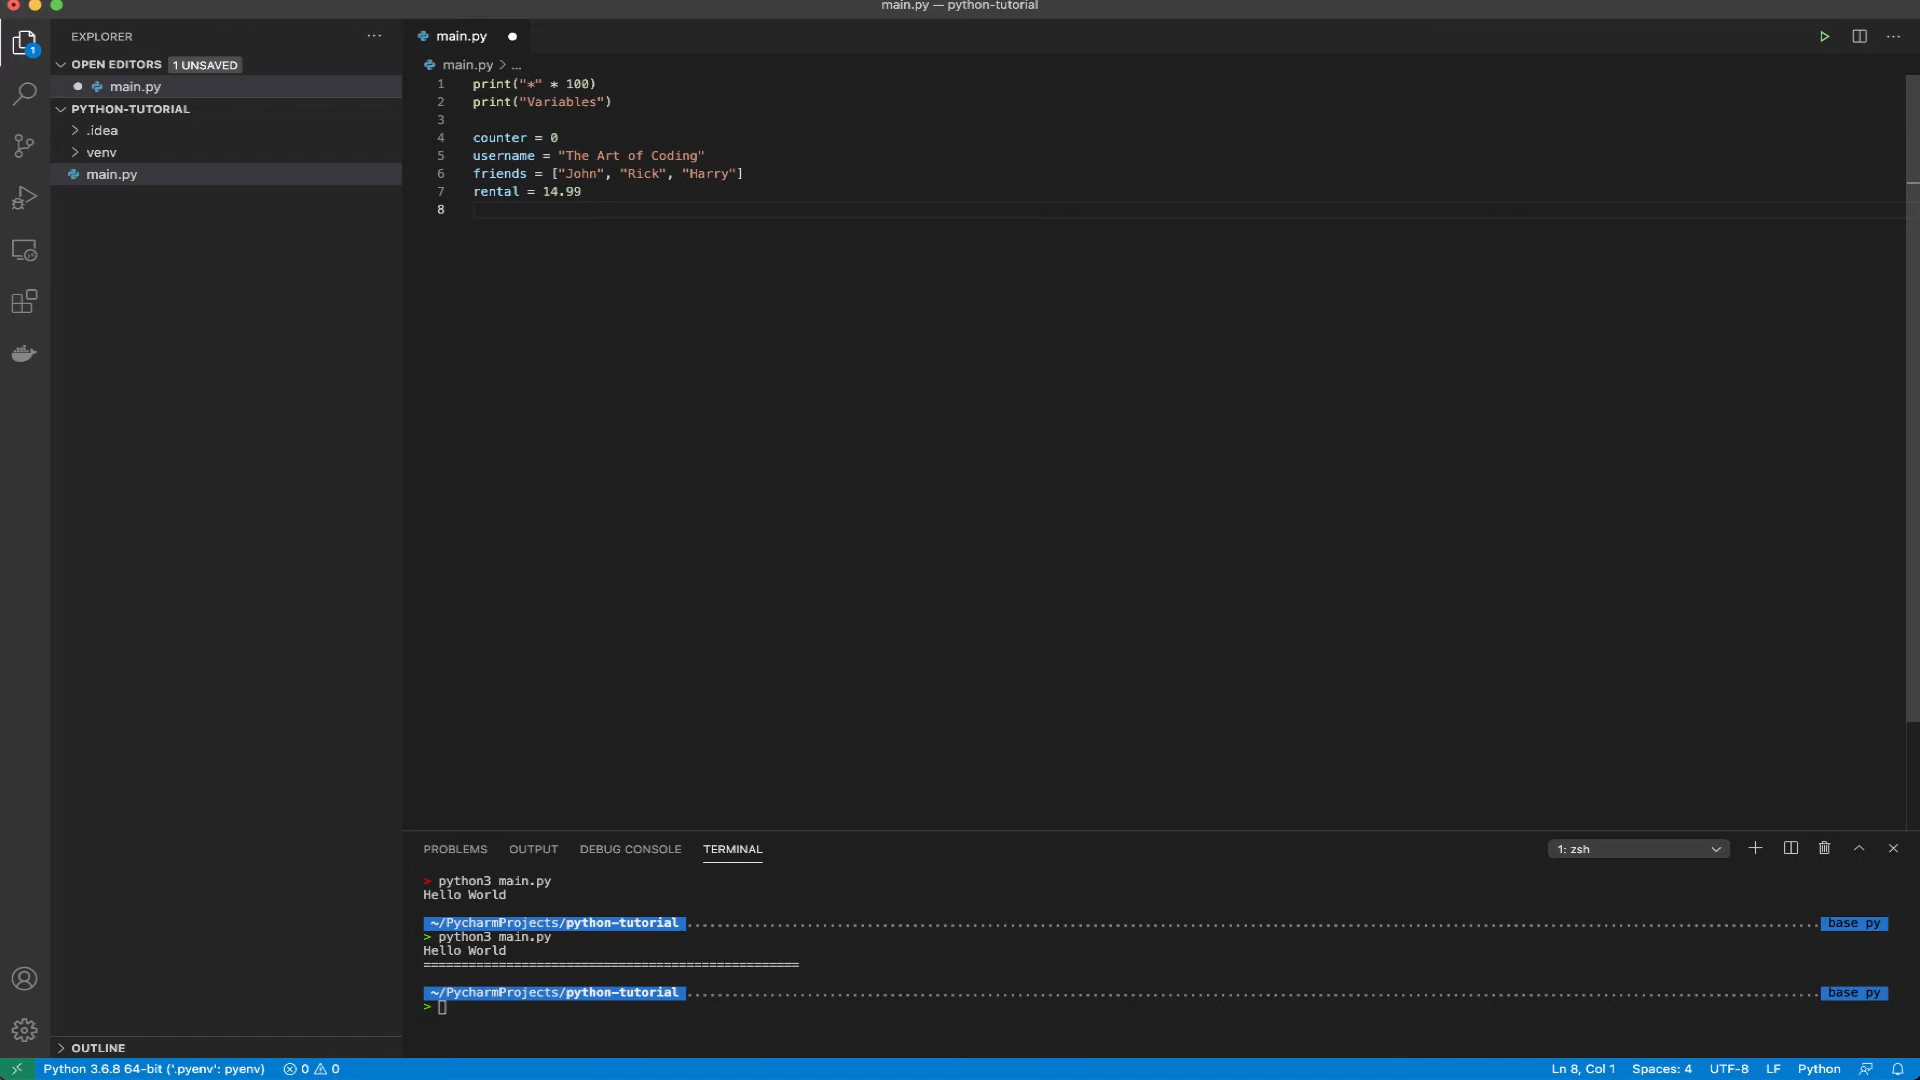 main.py — python-tutorial
EXPLORER
1
OPEN EDITORS 1 UNSAVED
main.py
PYTHON-TUTORIAL
.idea
venv
main.py
main.py
main.py > ...
1 print("*" * 100)
2 print("Variables")
3
4 counter = 0
5 username = "The Art of Coding"
6 friends = ["John", "Rick", "Harry"]
7 rental = 14.99
8
PROBLEMS OUTPUT DEBUG CONSOLE TERMINAL
1: zsh
> python3 main.py
Hello World
~/PycharmProjects/python-tutorial base py
> python3 main.py
Hello World
==================================================
~/PycharmProjects/python-tutorial base py
>
OUTLINE
Python 3.6.8 64-bit ('.pyenv': pyenv) 0 0 Ln 8, Col 1 Spaces: 4 UTF-8 LF Python